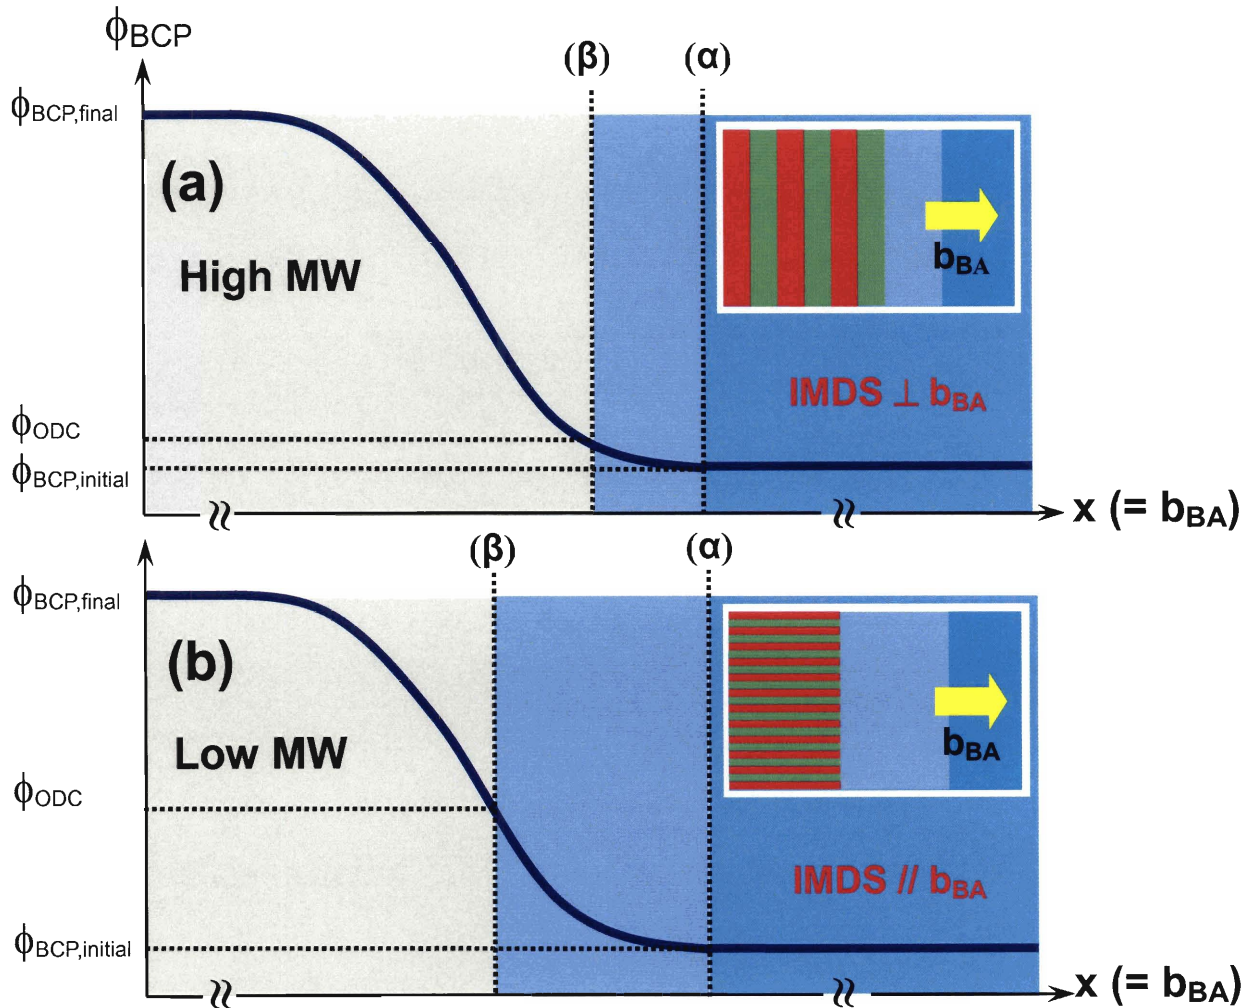 ϕBCP
(β)
(α)
ϕBCP,final
(a)
High MW
bBA
IMDS ⊥ bBA
ϕODC
ϕBCP,initial
x (= bBA)
(β)
(α)
ϕBCP,final
(b)
Low MW
bBA
ϕODC
IMDS // bBA
ϕBCP,initial
x (= bBA)